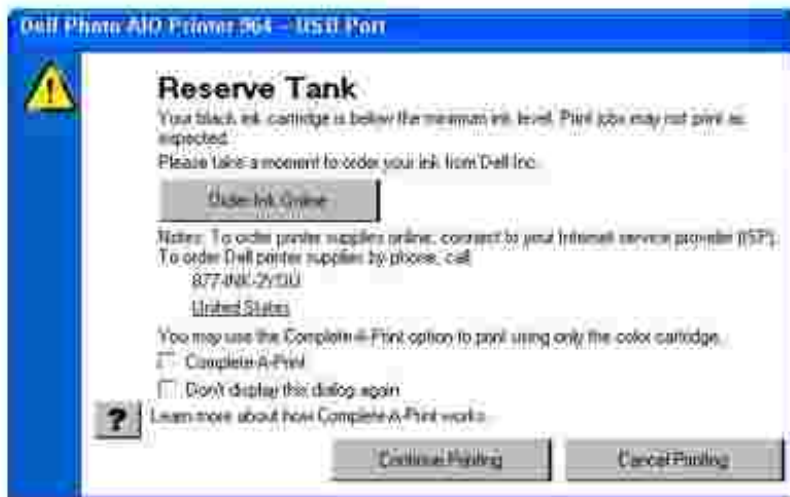 Dell Photo AIO Printer 964 - USB Port
Reserve Tank
Your black ink cartridge is below the minimum ink level. Print jobs may not print as
expected.
Please take a moment to order your ink from Dell Inc.
Order Ink Online
Notes: To order printer supplies online, connect to your Internet service provider (ISP).
To order Dell printer supplies by phone, call
877-INK-2YOU
United States
You may use the Complete-A-Print option to print using only the color cartridge.
Complete-A-Print
Don't display this dialog again
? Learn more about how Complete-A-Print works.
Continue Printing
Cancel Printing